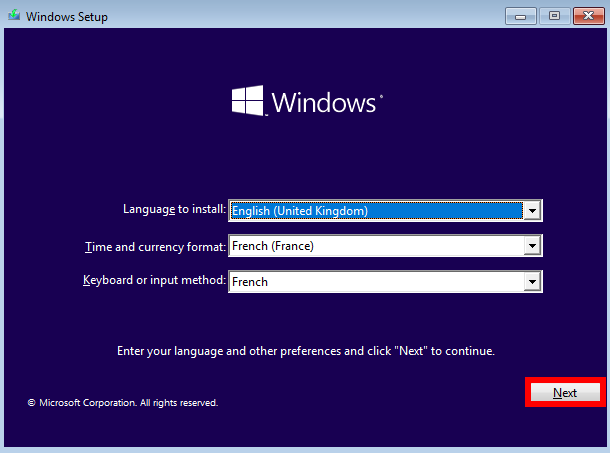 Windows Setup
Windows
Language to install: English (United Kingdom)
Time and currency format: French (France)
Keyboard or input method: French
Enter your language and other preferences and click "Next" to continue.
Next
© Microsoft Corporation. All rights reserved.